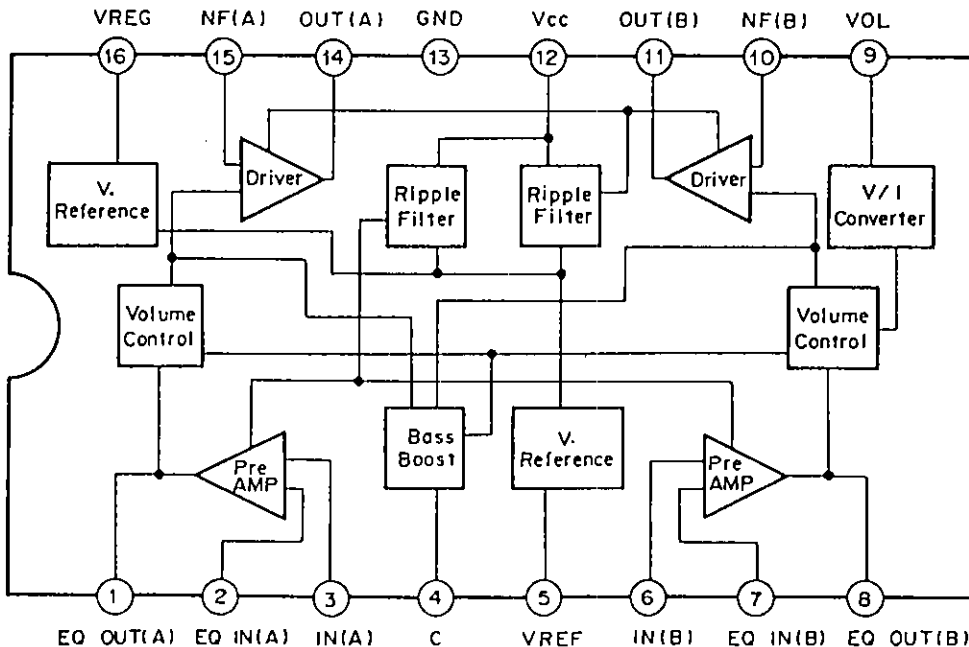 VREG NF(A) OUT(A) GND Vcc OUT(B) NF(B) VOL
16 15 14 13 12 11 10 9
V.
Reference
Driver
Ripple
Filter
Ripple
Filter
Driver
V/I
Converter
Volume
Control
Volume
Control
Pre
AMP
Bass
Boost
V.
Reference
Pre
AMP
1 2 3 4 5 6 7 8
EQ OUT(A) EQ IN(A) IN(A) C VREF IN(B) EQ IN(B) EQ OUT(B)